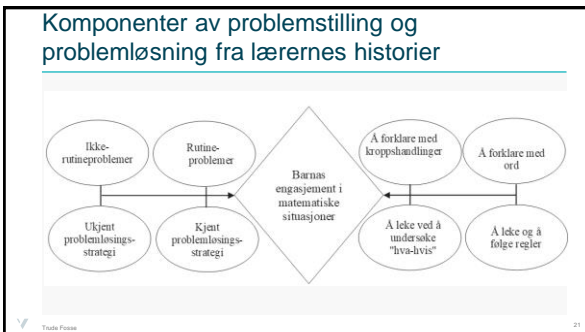 Komponenter av problemstilling og
problemløsning fra lærernes historier
Ikke-
rutineproblemer
Rutine-
problemer
Ukjent
problemløsings-
strategi
Kjent
problemløsings-
strategi
Barnas
engasjement i
matematiske
situasjoner
Å forklare med
kroppshandlinger
Å forklare med
ord
Å leke ved å
undersøke
"hva-hvis"
Å leke og å
følge regler
Trude Fosse
21